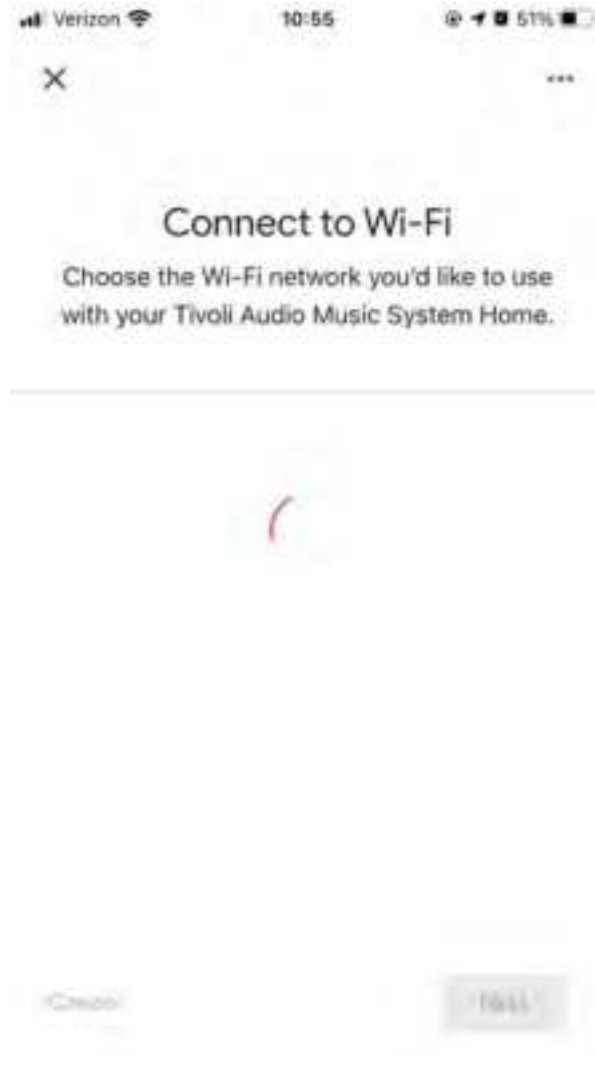 Verizon 10:55 51%
Connect to Wi-Fi
Choose the Wi-Fi network you'd like to use
with your Tivoli Audio Music System Home.